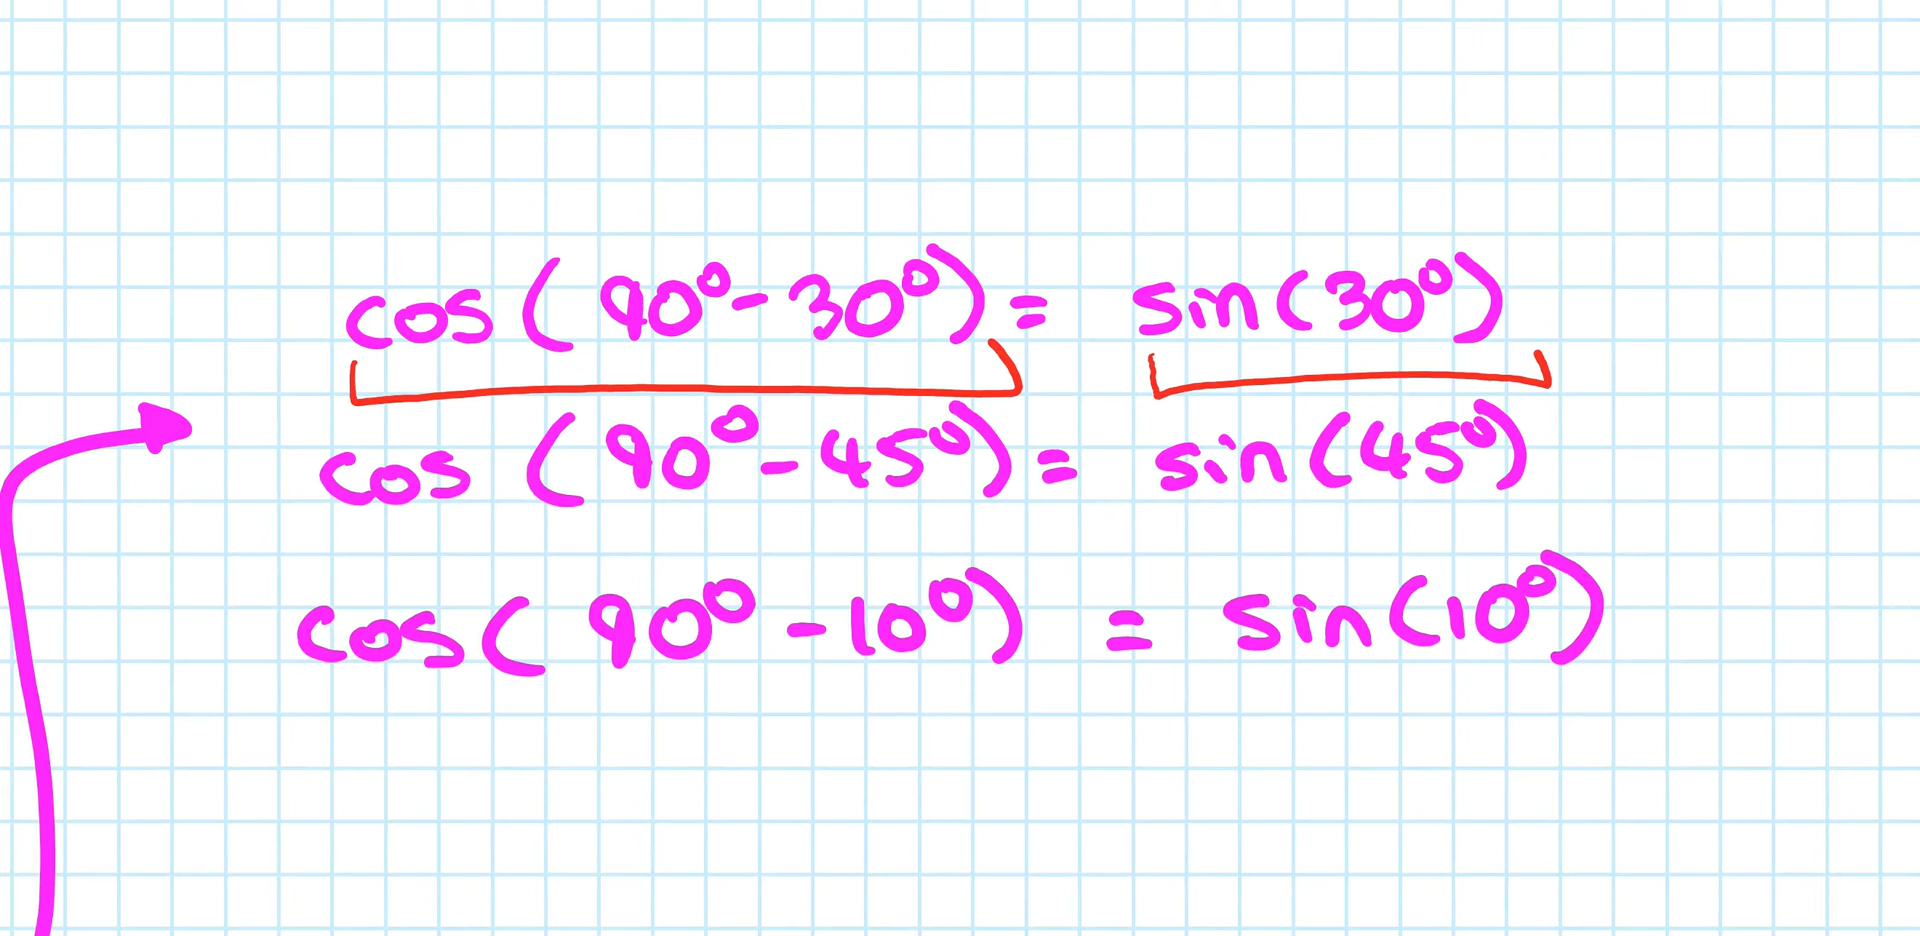 cos(90°-30°) = sin(30°)
cos(90°-45°) = sin(45°)
cos(90°-10°) = sin(10°)